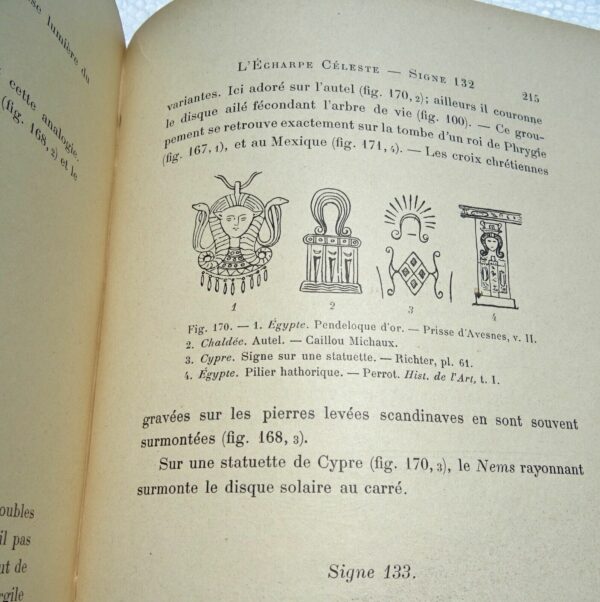 se lumière du
cette analogie.
(fig. 168, 2) et le
oubles
il pas
ut de
rgile
L'ÉCHARPE CÉLESTE — SIGNE 132
215
variantes. Ici adoré sur l'autel (fig. 170, 2); ailleurs il couronne
le disque ailé fécondant l'arbre de vie (fig. 100). — Ce grou-
pement se retrouve exactement sur la tombe d'un roi de Phrygie
(fig. 167, 1), et au Mexique (fig. 171, 4). — Les croix chrétiennes
1
2
3
4
Fig. 170. — 1. Égypte. Pendeloque d'or. — Prisse d'Avesnes, v. II.
2. Chaldée. Autel. — Caillou Michaux.
3. Cypre. Signe sur une statuette. — Richter, pl. 61.
4. Égypte. Pilier hathorique. — Perrot. Hist. de l'Art, t. I.
gravées sur les pierres levées scandinaves en sont souvent
surmontées (fig. 168, 3).
Sur une statuette de Cypre (fig. 170, 3), le Nems rayonnant
surmonte le disque solaire au carré.
Signe 133.